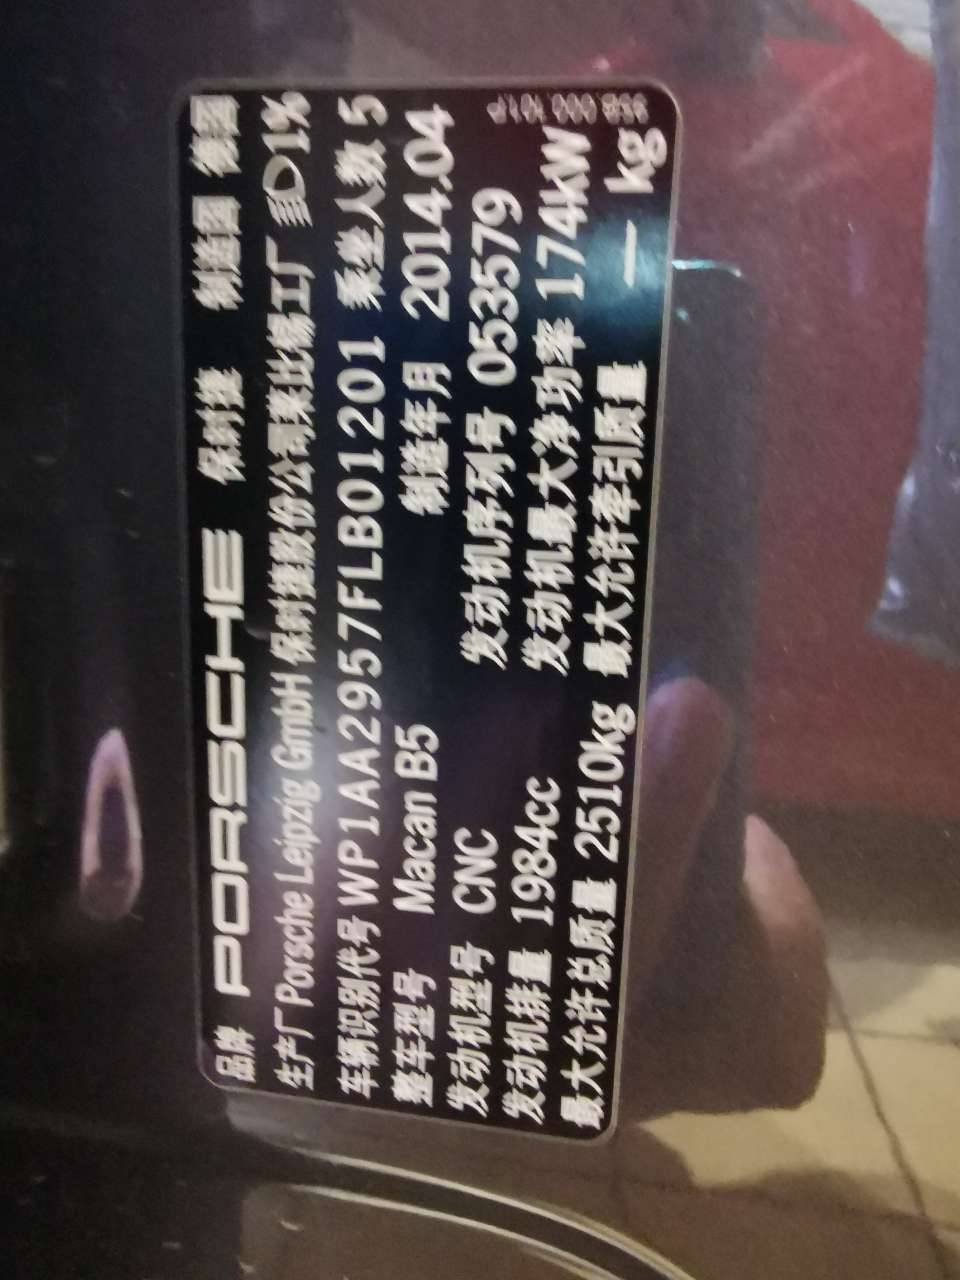 品牌 PORSCHE 保时捷 制造国 德国
生产厂 Porsche Leipzig GmbH 保时捷股份公司莱比锡工厂 1%
车辆识别代号 WP1AA2957FLB01201 乘坐人数 5
整车型号 Macan B5 制造年月 2014.04
发动机型号 CNC 发动机序列号 053579
发动机排量 1984cc 发动机最大净功率 174kW
最大允许总质量 2510kg 最大允许牵引质量 — kg